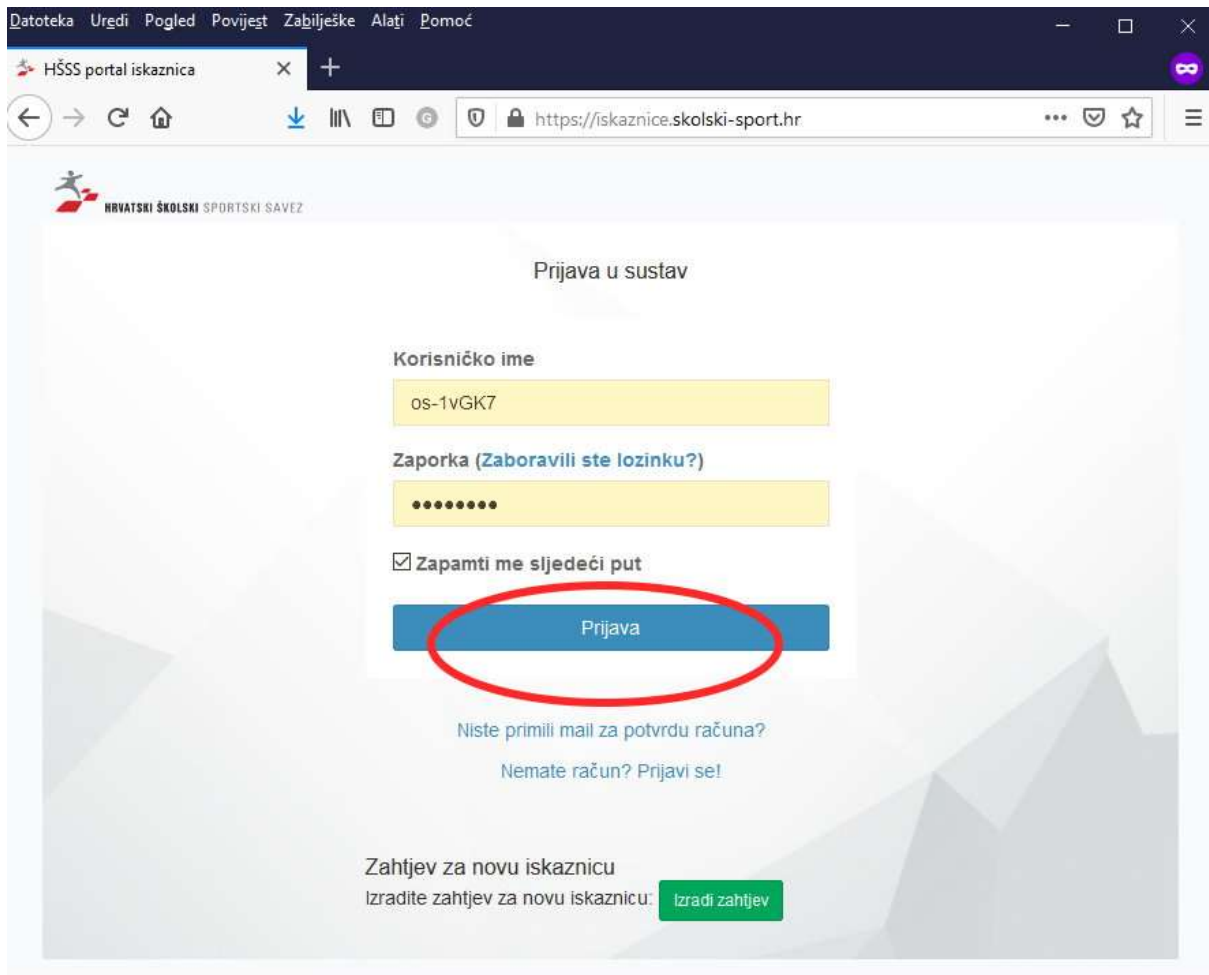 Datoteka Uredi Pogled Povijest Zabilješke Alati Pomoć
HŠSS portal iskaznica
https://iskaznice.skolski-sport.hr
HRVATSKI ŠKOLSKI SPORTSKI SAVEZ
Prijava u sustav
Korisničko ime
os-1vGK7
Zaporka (Zaboravili ste lozinku?)
••••••••
Zapamti me sljedeći put
Prijava
Niste primili mail za potvrdu računa?
Nemate račun? Prijavi se!
Zahtjev za novu iskaznicu
Izradite zahtjev za novu iskaznicu: Izradi zahtjev